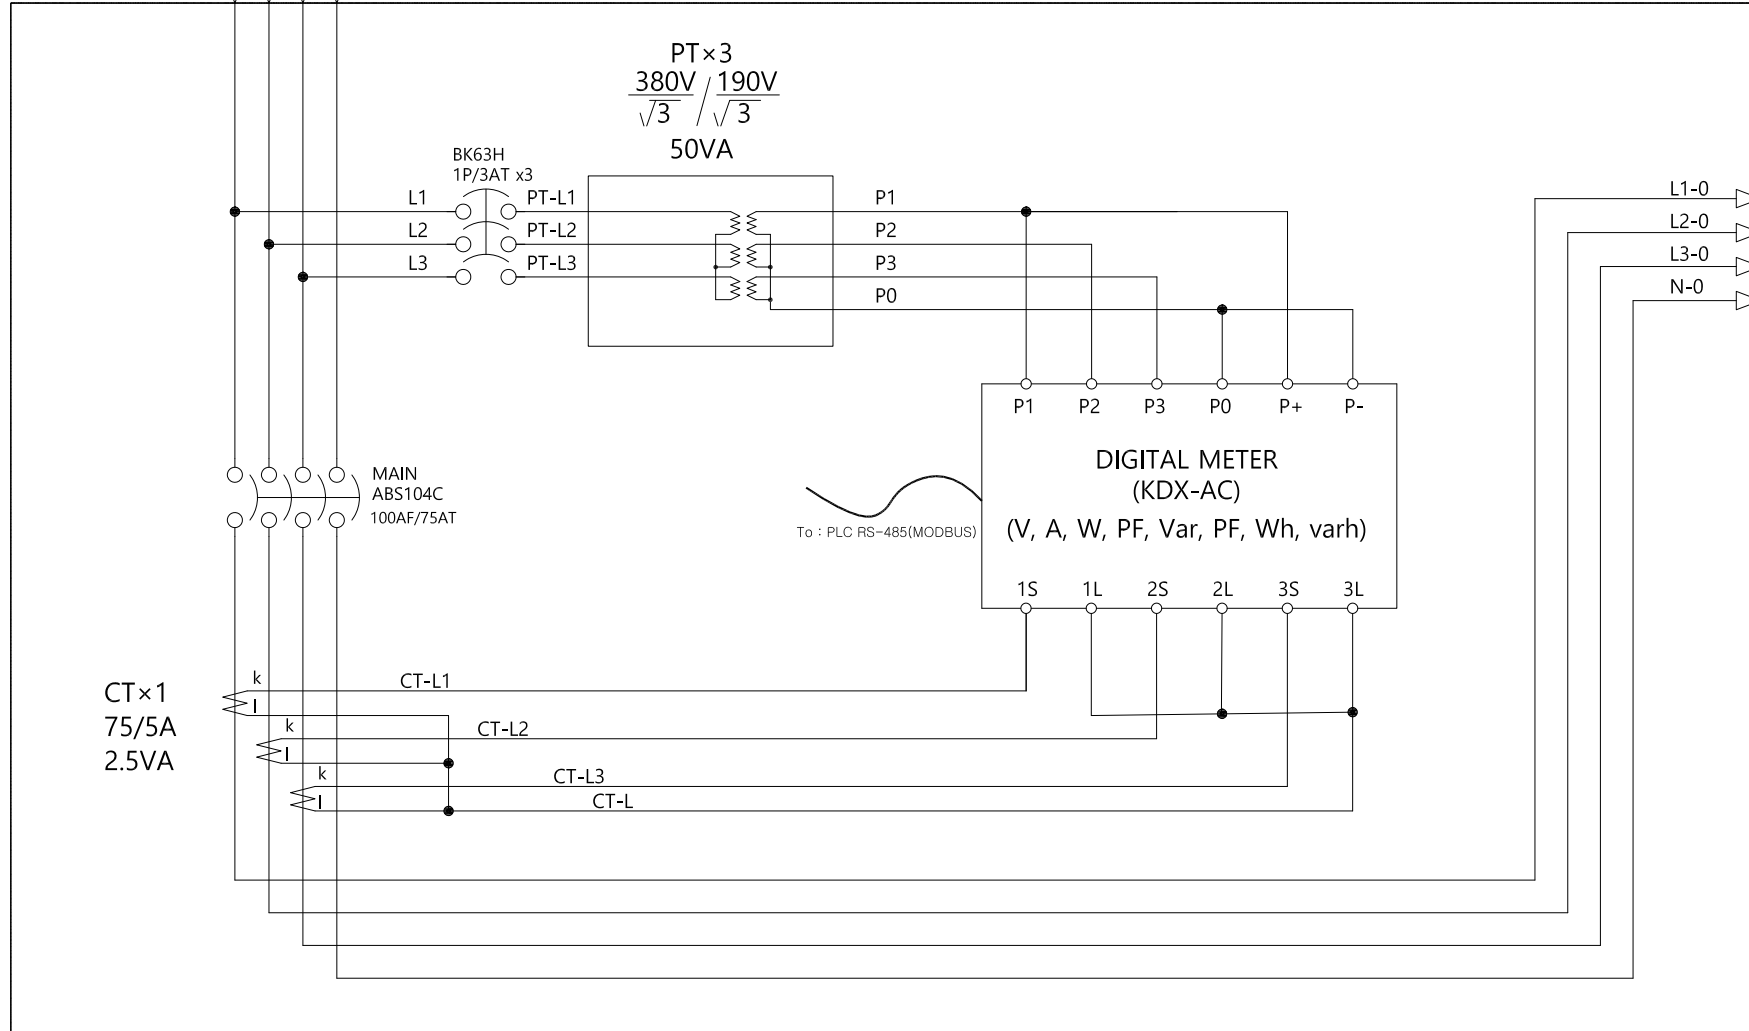 PT×3
380V/√3 / 190V/√3
50VA
BK63H
1P/3AT x3
L1
PT-L1
P1
L2
PT-L2
P2
L3
PT-L3
P3
P0
L1-0
L2-0
L3-0
N-0
P1 P2 P3 P0 P+ P-
DIGITAL METER
(KDX-AC)
(V, A, W, PF, Var, PF, Wh, varh)
1S 1L 2S 2L 3S 3L
MAIN
ABS104C
100AF/75AT
To : PLC RS-485(MODBUS)
CT×1
75/5A
2.5VA
k
l
CT-L1
k
l
CT-L2
k
l
CT-L3
CT-L